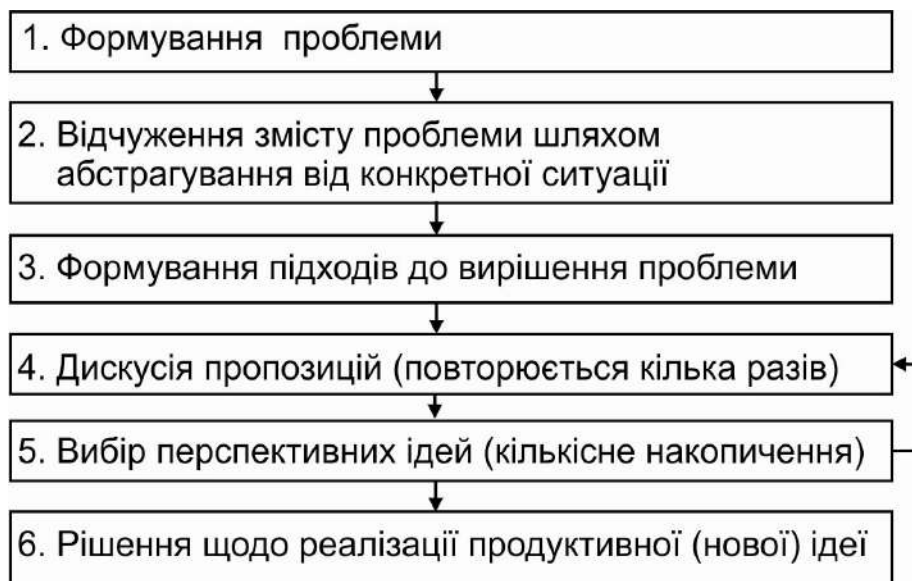 1. Формування проблеми
2. Відчуження змісту проблеми шляхом
абстрагування від конкретної ситуації
3. Формування підходів до вирішення проблеми
4. Дискусія пропозицій (повторюється кілька разів)
5. Вибір перспективних ідей (кількісне накопичення)
6. Рішення щодо реалізації продуктивної (нової) ідеї